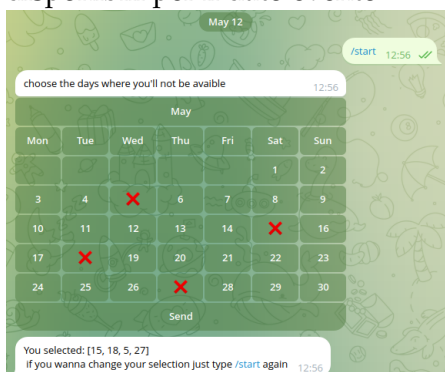 May 12
/start 12:56
choose the days where you'll not be avaible
12:56
May
Mon Tue Wed Thu Fri Sat Sun
1 2
3 4 6 7 8 9
10 11 12 13 14 16
17 19 20 21 22 23
24 25 26 28 29 30
Send
You selected: [15, 18, 5, 27]
if you wanna change your selection just type /start again 12:56